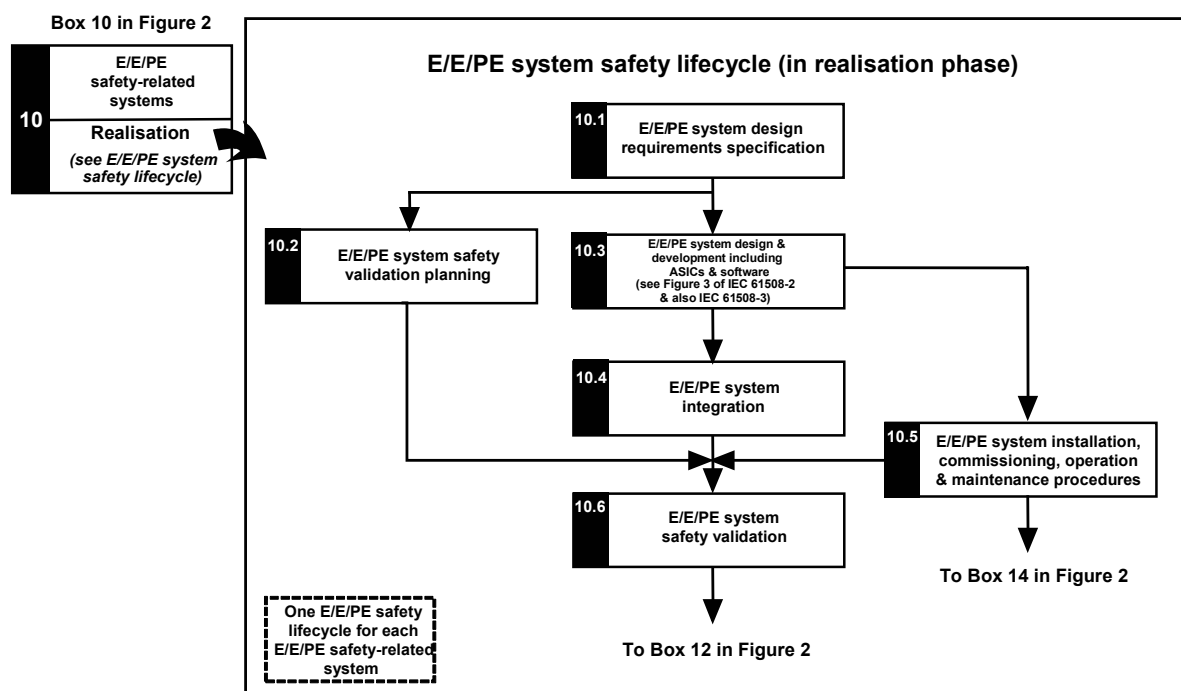 Box 10 in Figure 2
10
E/E/PE
safety-related
systems
Realisation
(see E/E/PE system
safety lifecycle)
E/E/PE system safety lifecycle (in realisation phase)
10.1
E/E/PE system design
requirements specification
10.2
E/E/PE system safety
validation planning
10.3
E/E/PE system design &
development including
ASICs & software
(see Figure 3 of IEC 61508-2
& also IEC 61508-3)
10.4
E/E/PE system
integration
10.5
E/E/PE system installation,
commissioning, operation
& maintenance procedures
10.6
E/E/PE system
safety validation
To Box 14 in Figure 2
One E/E/PE safety
lifecycle for each
E/E/PE safety-related
system
To Box 12 in Figure 2